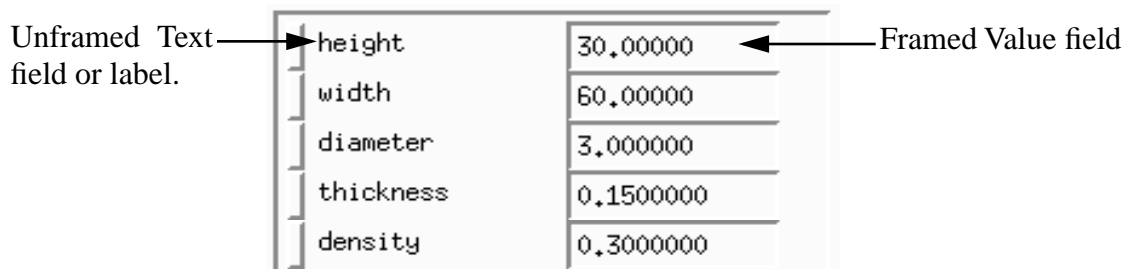 Unframed Text
field or label.
height 30.00000
Framed Value field
width 60.00000
diameter 3.000000
thickness 0.1500000
density 0.3000000